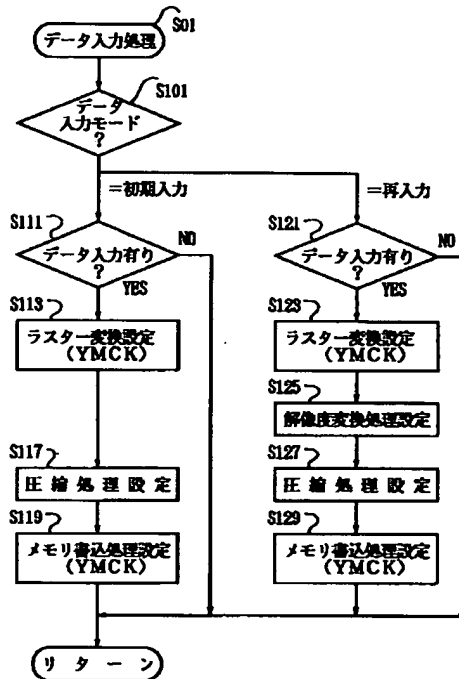 S01
データ入力処理
S101
データ
入力モード
?
=初期入力
=再入力
S111
データ入力有り
?
NO
YES
S113
ラスター変換設定
(YMCK)
S117
圧縮処理設定
S119
メモリ書込処理設定
(YMCK)
S121
データ入力有り
?
NO
YES
S123
ラスター変換設定
(YMCK)
S125
解像度変換処理設定
S127
圧縮処理設定
S129
メモリ書込処理設定
(YMCK)
リターン